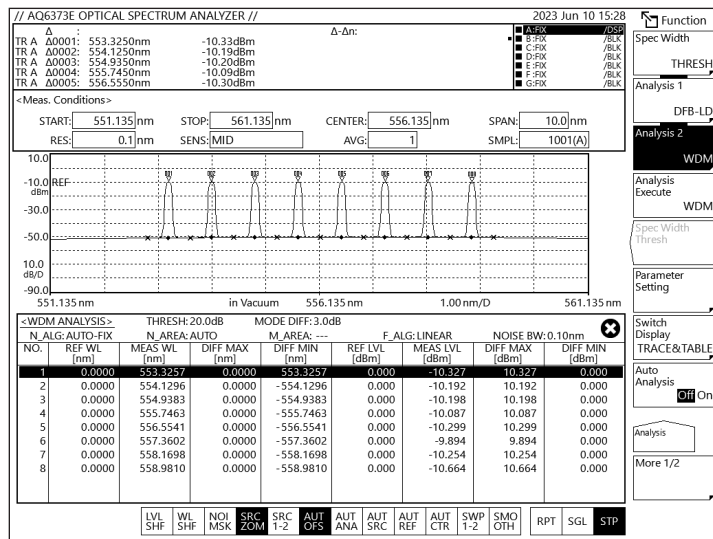 // AQ6373E OPTICAL SPECTRUM ANALYZER // 2023 Jun 10 15:28
Δ : Δ-Δn:
TR A Δ0001: 553.3250nm -10.33dBm
TR A Δ0002: 554.1250nm -10.19dBm
TR A Δ0003: 554.9350nm -10.20dBm
TR A Δ0004: 555.7450nm -10.09dBm
TR A Δ0005: 556.5550nm -10.30dBm
A:FIX /DSP
B:FIX /BLK
C:FIX /BLK
D:FIX /BLK
E:FIX /BLK
F:FIX /BLK
G:FIX /BLK
<Meas. Conditions>
START: 551.135 nm STOP: 561.135 nm CENTER: 556.135 nm SPAN: 10.0 nm
RES: 0.1 nm SENS: MID AVG: 1 SMPL: 1001(A)
10.0
001 002 003 004 005 006 007 008
-10.0 REF
dBm
-30.0
-50.0
10.0
dB/D
-90.0
551.135 nm in Vacuum 556.135 nm 1.00 nm/D 561.135 nm
<WDM ANALYSIS> THRESH: 20.0dB MODE DIFF: 3.0dB
N_ALG: AUTO-FIX N_AREA: AUTO M_AREA: --- F_ALG: LINEAR NOISE BW: 0.10nm
NO. REF WL MEAS WL DIFF MAX DIFF MIN REF LVL MEAS LVL DIFF MAX DIFF MIN
[nm] [nm] [nm] [nm] [dBm] [dBm] [dBm] [dBm]
1 0.0000 553.3257 0.0000 553.3257 0.000 -10.327 10.327 0.000
2 0.0000 554.1296 0.0000 -554.1296 0.000 -10.192 10.192 0.000
3 0.0000 554.9383 0.0000 -554.9383 0.000 -10.198 10.198 0.000
4 0.0000 555.7463 0.0000 -555.7463 0.000 -10.087 10.087 0.000
5 0.0000 556.5541 0.0000 -556.5541 0.000 -10.299 10.299 0.000
6 0.0000 557.3602 0.0000 -557.3602 0.000 -9.894 9.894 0.000
7 0.0000 558.1698 0.0000 -558.1698 0.000 -10.254 10.254 0.000
8 0.0000 558.9810 0.0000 -558.9810 0.000 -10.664 10.664 0.000
LVL WL NOI SRC SRC AUT AUT AUT AUT AUT SWP SMO RPT SGL STP
SHF SHF MSK ZOM 1-2 OFS ANA SRC REF CTR 1-2 OTH
Function
Spec Width
THRESH
Analysis 1
DFB-LD
Analysis 2
WDM
Analysis
Execute
WDM
Spec Width
Thresh
Parameter
Setting
Switch
Display
TRACE&TABLE
Auto
Analysis
Off On
Analysis
More 1/2